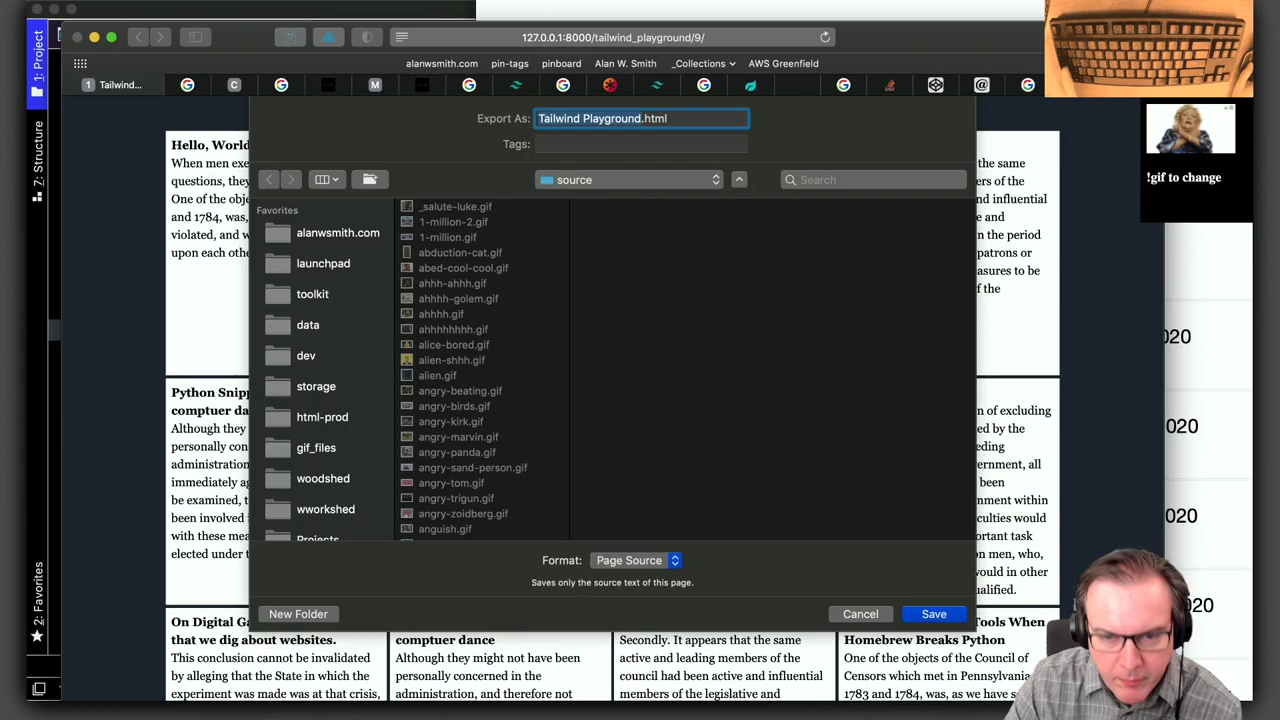 1: Project
7: Structure
2: Favorites
127.0.0.1:8000/tailwind_playground/9/
alanwsmith.com
pin-tags
pinboard
Alan W. Smith
_Collections
AWS Greenfield
1
Tailwind...
Export As:
Tailwind Playground.html
Tags:
source
Search
Favorites
alanwsmith.com
launchpad
toolkit
data
dev
storage
html-prod
gif_files
woodshed
wworkshed
Projects
_salute-luke.gif
1-million-2.gif
1-million.gif
abduction-cat.gif
abed-cool-cool.gif
ahhh-ahhh.gif
ahhhh-golem.gif
ahhhh.gif
ahhhhhhhh.gif
alice-bored.gif
alien-shhh.gif
alien.gif
angry-beating.gif
angry-birds.gif
angry-kirk.gif
angry-marvin.gif
angry-panda.gif
angry-sand-person.gif
angry-tom.gif
angry-trigun.gif
angry-zoidberg.gif
anguish.gif
Format:
Page Source
Saves only the source text of this page.
New Folder
Cancel
Save
!gif to change
Hello, World
When men exe
questions, they
One of the obje
and 1784, was,
violated, and w
upon each othe
the same
rs of the
nd influential
e and
n the period
patrons or
asures to be
f the
020
020
020
020
Python Snipp
comptuer da
Although they
personally con
administration
immediately ag
be examined, t
been involved i
with these mea
elected under t
n of excluding
ed by the
eding
vernment, all
been
nment within
culties would
ortant task
on men, who,
would in other
ualified.
On Digital Ga
that we dig about websites.
This conclusion cannot be invalidated
by alleging that the State in which the
experiment was made was at that crisis,
comptuer dance
Although they might not have been
personally concerned in the
administration, and therefore not
Secondly. It appears that the same
active and leading members of the
council had been active and influential
members of the legislative and
Tools When
Homebrew Breaks Python
One of the objects of the Council of
Censors which met in Pennsylvania
1783 and 1784, was, as we have s